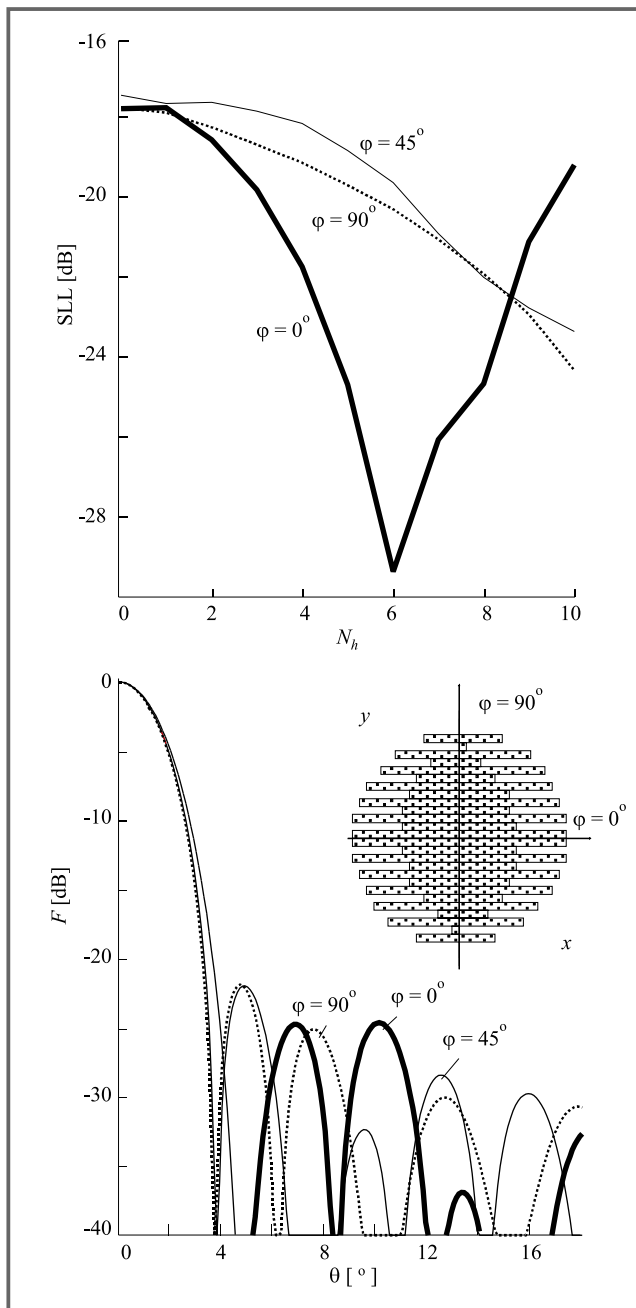 -16
-20
-24
-28
SLL [dB]
φ = 45°
φ = 90°
φ = 0°
0 2 4 6 8 10
N_h
0
-10
-20
-30
-40
F [dB]
φ = 90°
y
φ = 0°
x
φ = 90°
φ = 0°
φ = 45°
0 4 8 12 16
θ [ ° ]